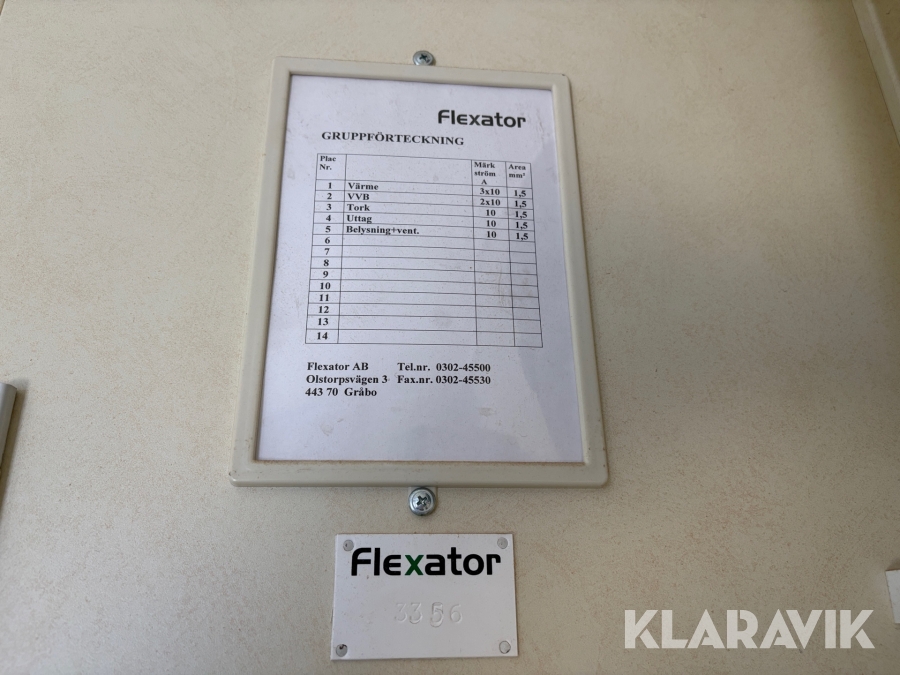 Flexator
GRUPPFÖRTECKNING
Plac Nr. Märk ström A Area mm²
1 Värme 3x10 1,5
2 VVB 2x10 1,5
3 Tork 10 1,5
4 Uttag 10 1,5
5 Belysning+vent. 10 1,5
6
7
8
9
10
11
12
13
14
Flexator AB Tel.nr. 0302-45500
Olstorpsvägen 3 Fax.nr. 0302-45530
443 70 Gråbo
Flexator
3356
KLARAVIK